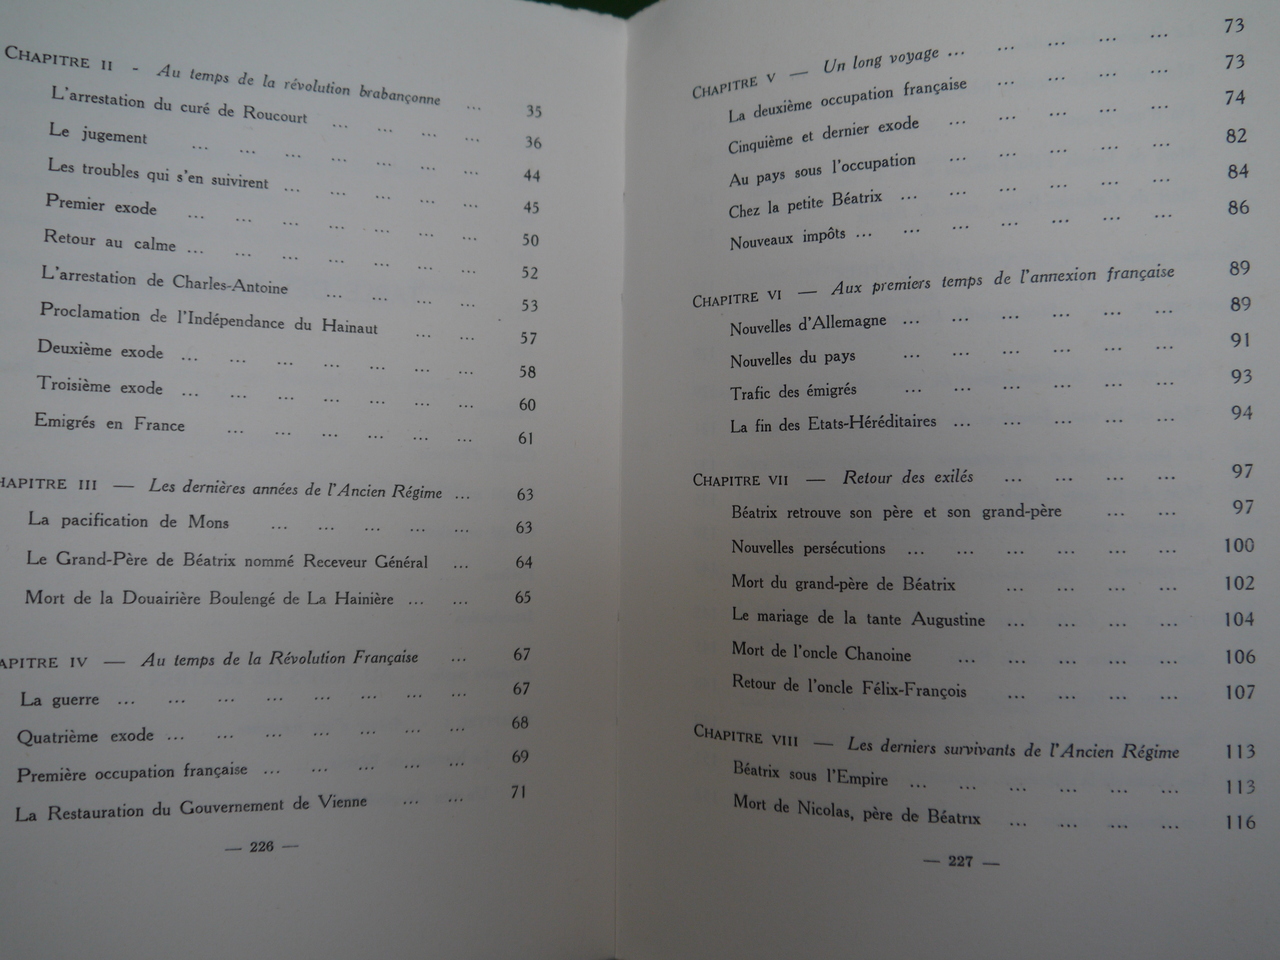 CHAPITRE II - Au temps de la révolution brabançonne ... 35
L'arrestation du curé de Roucourt ... ... ... ... 36
Le jugement ... ... ... ... ... ... ... 44
Les troubles qui s'en suivirent ... ... ... ... ... 45
Premier exode ... ... ... ... ... ... ... 50
Retour au calme ... ... ... ... ... ... ... 52
L'arrestation de Charles-Antoine ... ... ... ... 53
Proclamation de l'Indépendance du Hainaut ... ... 57
Deuxième exode ... ... ... ... ... ... ... 58
Troisième exode ... ... ... ... ... ... ... 60
Emigrés en France ... ... ... ... ... ... 61
HAPITRE III — Les dernières années de l'Ancien Régime ... 63
La pacification de Mons ... ... ... ... ... 63
Le Grand-Père de Béatrix nommé Receveur Général ... 64
Mort de la Douairière Boulengé de La Hainière ... ... 65
APITRE IV — Au temps de la Révolution Française ... 67
La guerre ... ... ... ... ... ... ... ... 67
Quatrième exode ... ... ... ... ... ... ... 68
Première occupation française ... ... ... ... ... 69
La Restauration du Gouvernement de Vienne ... ... 71
— 226 —
CHAPITRE V — Un long voyage ... ... ... ... ... 73
La deuxième occupation française ... ... ... ... 73
Cinquième et dernier exode ... ... ... ... ... 74
Au pays sous l'occupation ... ... ... ... ... 82
Chez la petite Béatrix ... ... ... ... ... ... 84
Nouveaux impôts ... ... ... ... ... ... ... 86
CHAPITRE VI — Aux premiers temps de l'annexion française 89
Nouvelles d'Allemagne ... ... ... ... ... ... 89
Nouvelles du pays ... ... ... ... ... ... 91
Trafic des émigrés ... ... ... ... ... ... 93
La fin des Etats-Héréditaires ... ... ... ... ... 94
CHAPITRE VII — Retour des exilés ... ... ... ... 97
Béatrix retrouve son père et son grand-père ... ... 97
Nouvelles persécutions ... ... ... ... ... ... 100
Mort du grand-père de Béatrix ... ... ... ... 102
Le mariage de la tante Augustine ... ... ... ... 104
Mort de l'oncle Chanoine ... ... ... ... ... 106
Retour de l'oncle Félix-François ... ... ... ... 107
CHAPITRE VIII — Les derniers survivants de l'Ancien Régime 113
Béatrix sous l'Empire ... ... ... ... ... ... 113
Mort de Nicolas, père de Béatrix ... ... ... ... 116
— 227 —